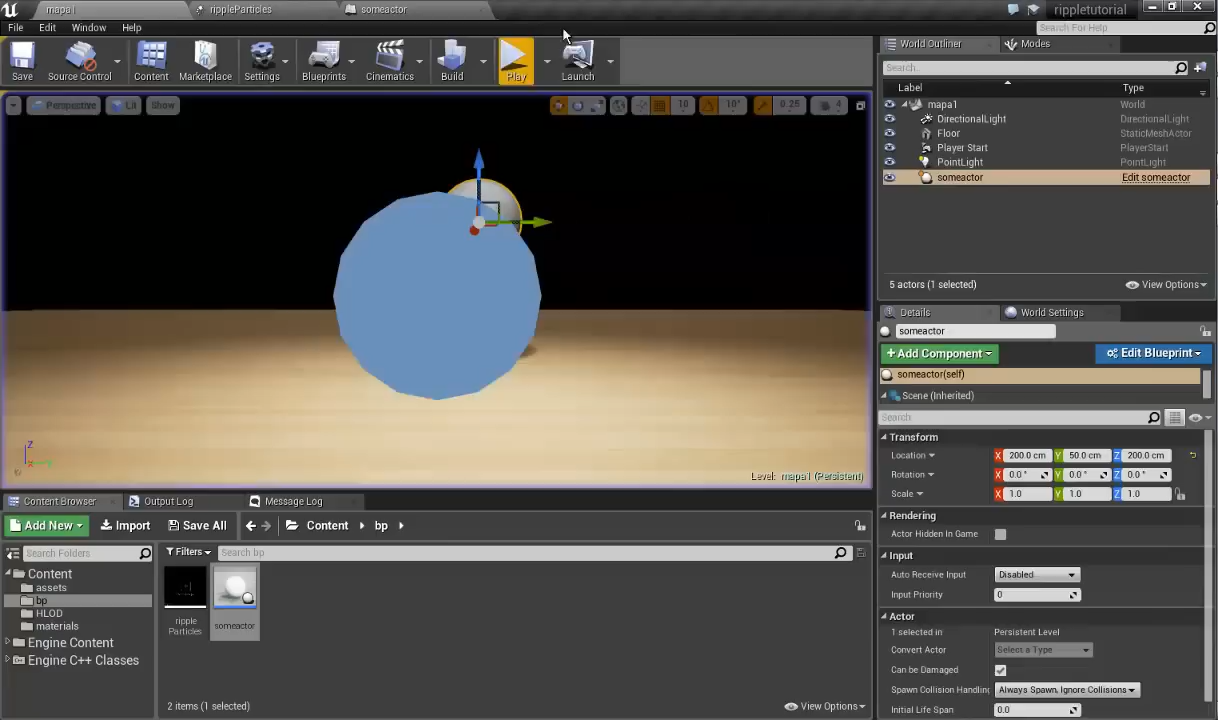 mapa1
rippleParticles
someactor
rippletutorial
File Edit Window Help
Search For Help
Save
Source Control
Content
Marketplace
Settings
Blueprints
Cinematics
Build
Play
Launch
World Outliner
Modes
Search...
Label
Type
mapa1 World
DirectionalLight DirectionalLight
Floor StaticMeshActor
Player Start PlayerStart
PointLight PointLight
someactor Edit someactor
5 actors (1 selected)
View Options
Perspective
Lit
Show
10
10°
0.25
4
Z
Level: mapa1 (Persistent)
Details
World Settings
someactor
+ Add Component
Edit Blueprint
someactor(self)
Scene (Inherited)
Search
Transform
Location X 200.0 cm Y 50.0 cm Z 200.0 cm
Rotation X 0.0° Y 0.0° Z 0.0°
Scale X 1.0 Y 1.0 Z 1.0
Rendering
Actor Hidden In Game
Input
Auto Receive Input Disabled
Input Priority 0
Actor
1 selected in Persistent Level
Convert Actor Select a Type
Can be Damaged
Spawn Collision Handling Always Spawn, Ignore Collisions
Initial Life Span 0.0
Content Browser
Output Log
Message Log
Add New
Import
Save All
Content
bp
Search Folders
Filters
Search bp
Content
assets
bp
HLOD
materials
Engine Content
Engine C++ Classes
ripple
Particles
someactor
2 items (1 selected)
View Options